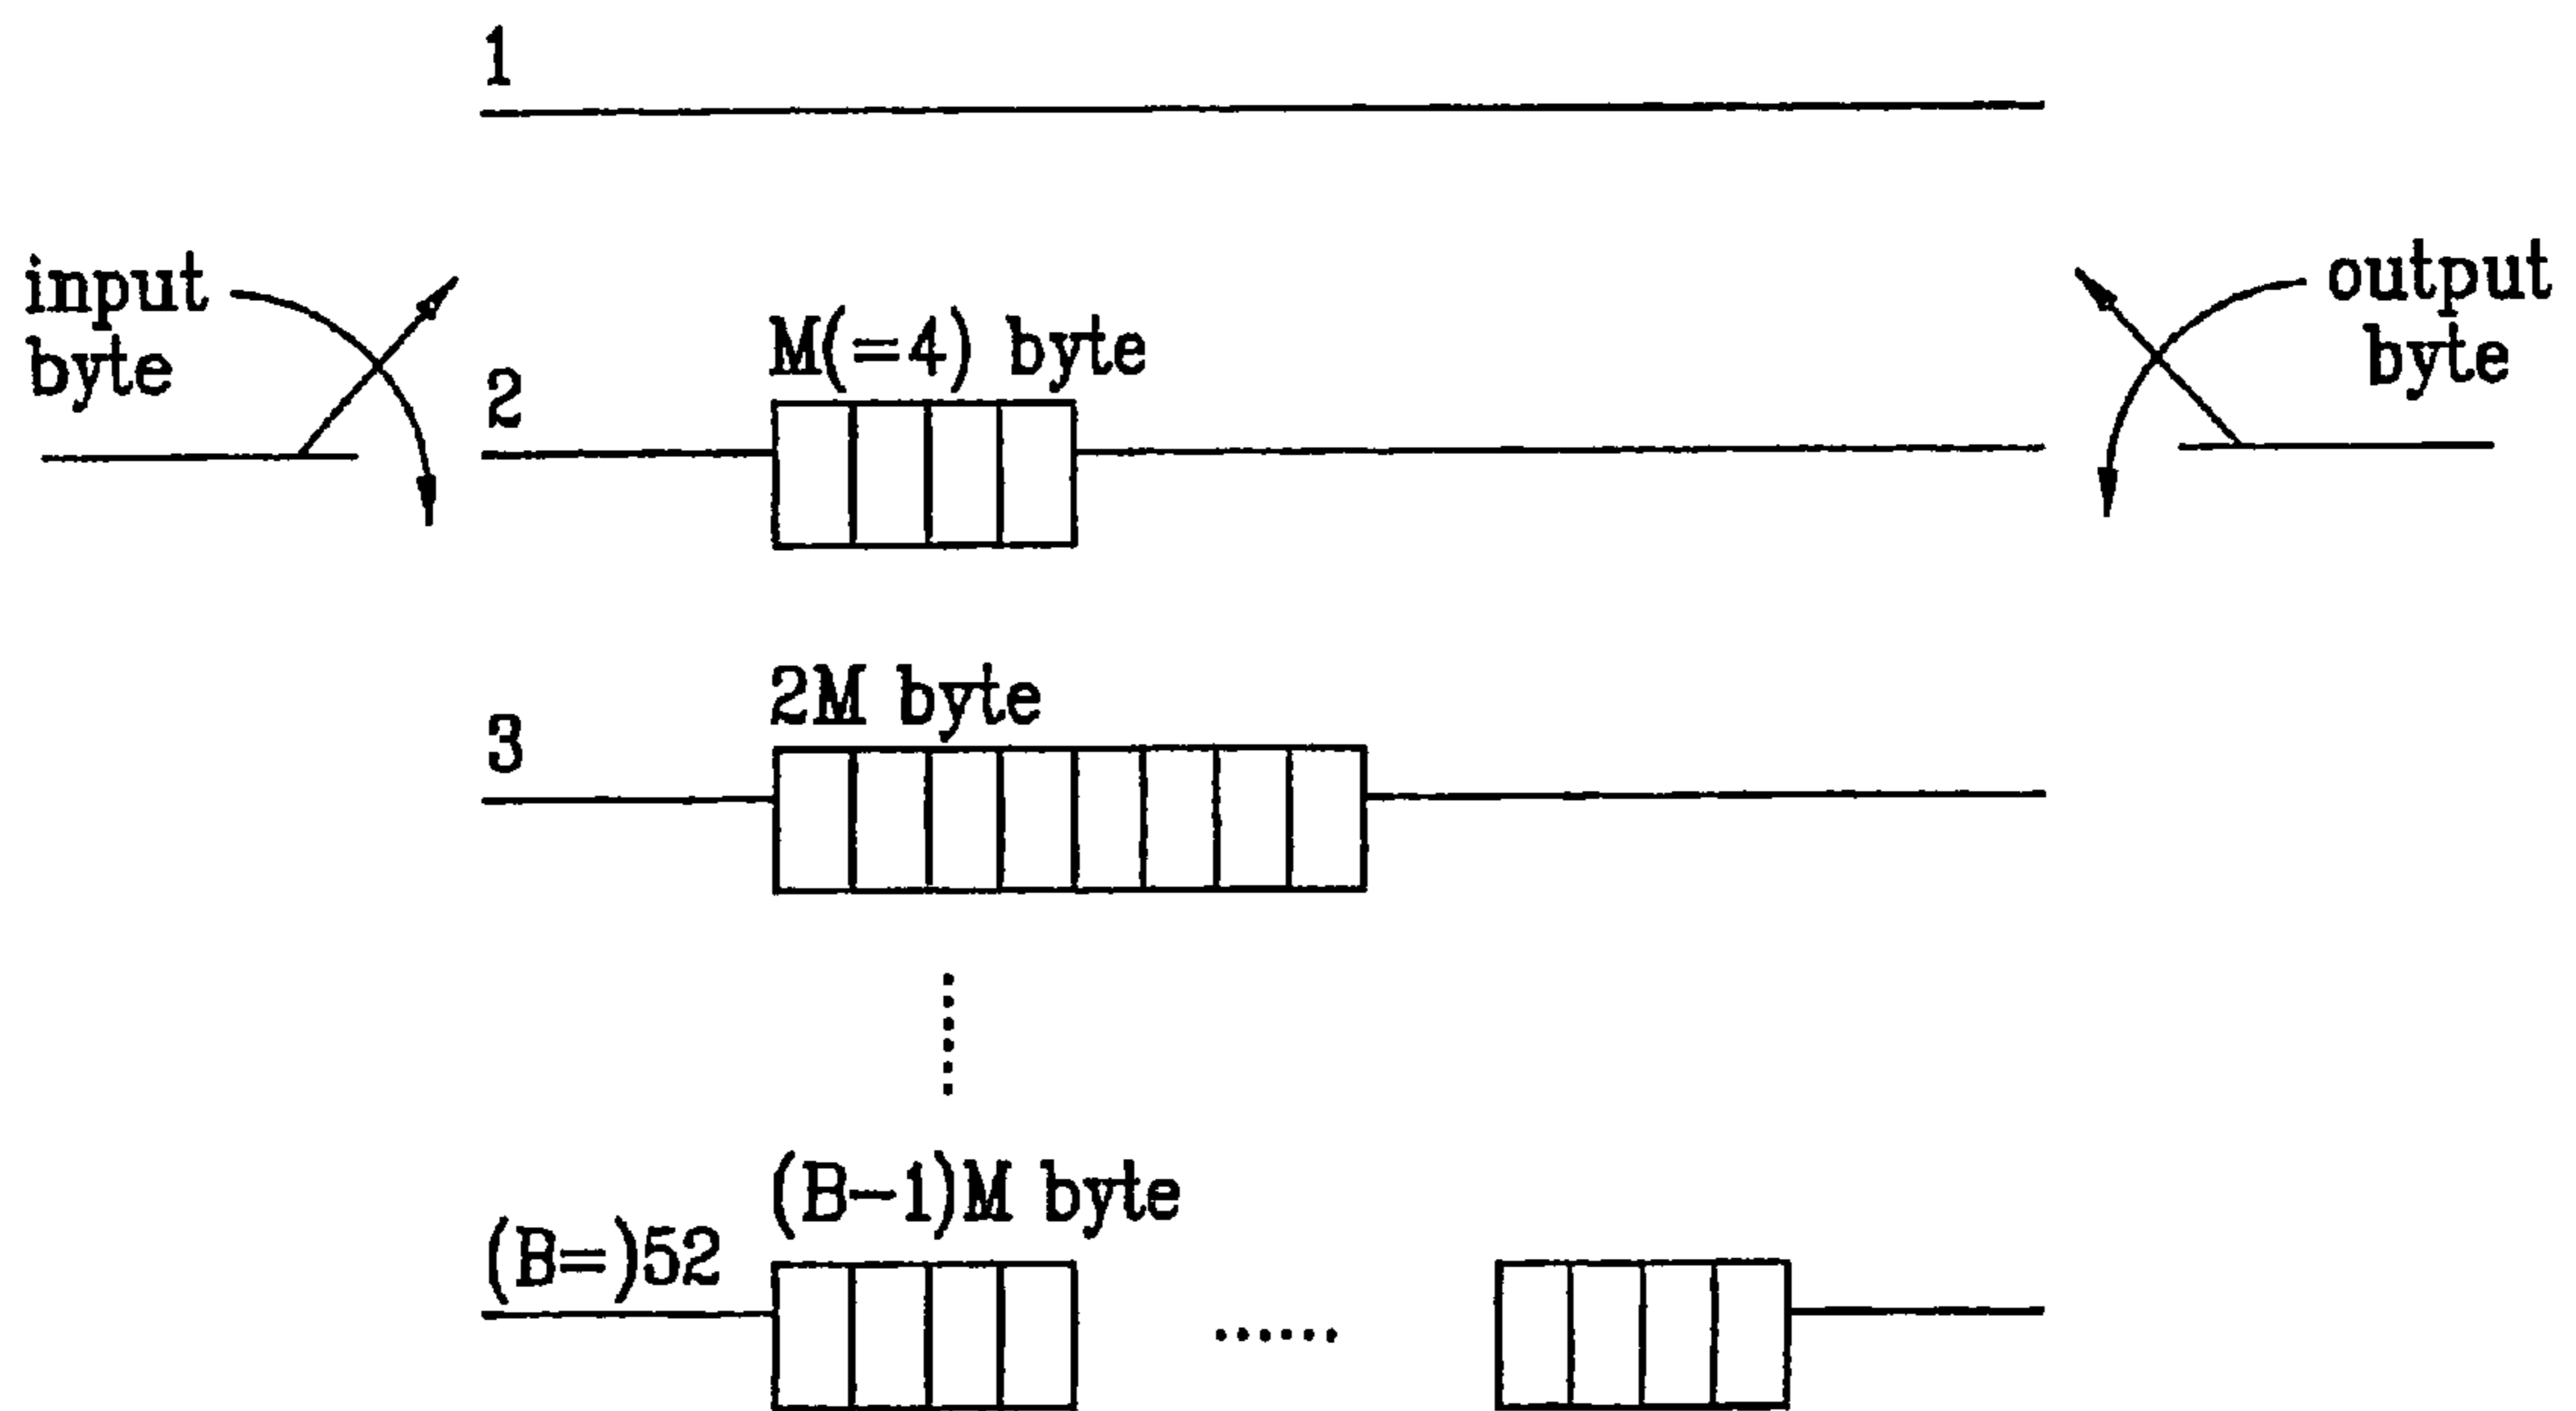 1
input
byte
output
byte
M(=4) byte
2
2M byte
3
(B-1)M byte
(B=)52